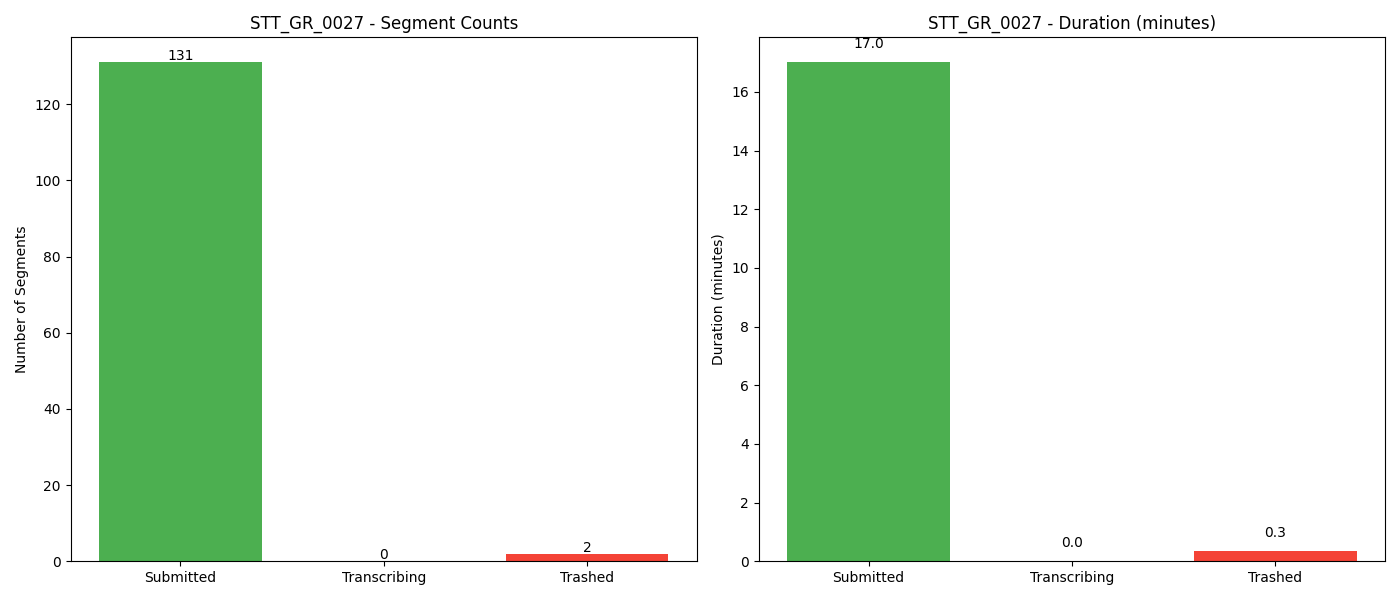 STT_GR_0027 - Segment Counts
131
120
100
80
60
40
20
0
Number of Segments
0
2
Submitted
Transcribing
Trashed
STT_GR_0027 - Duration (minutes)
17.0
16
14
12
10
8
6
4
2
0
Duration (minutes)
0.0
0.3
Submitted
Transcribing
Trashed